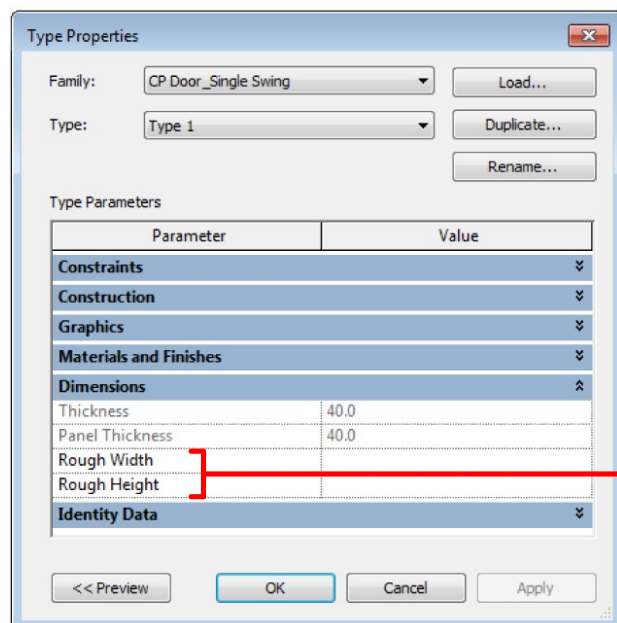 Type Properties
Family: CP Door_Single Swing Load...
Type: Type 1 Duplicate...
Rename...
Type Parameters
Parameter Value
Constraints
Construction
Graphics
Materials and Finishes
Dimensions
Thickness 40.0
Panel Thickness 40.0
Rough Width
Rough Height
Identity Data
<< Preview OK Cancel Apply